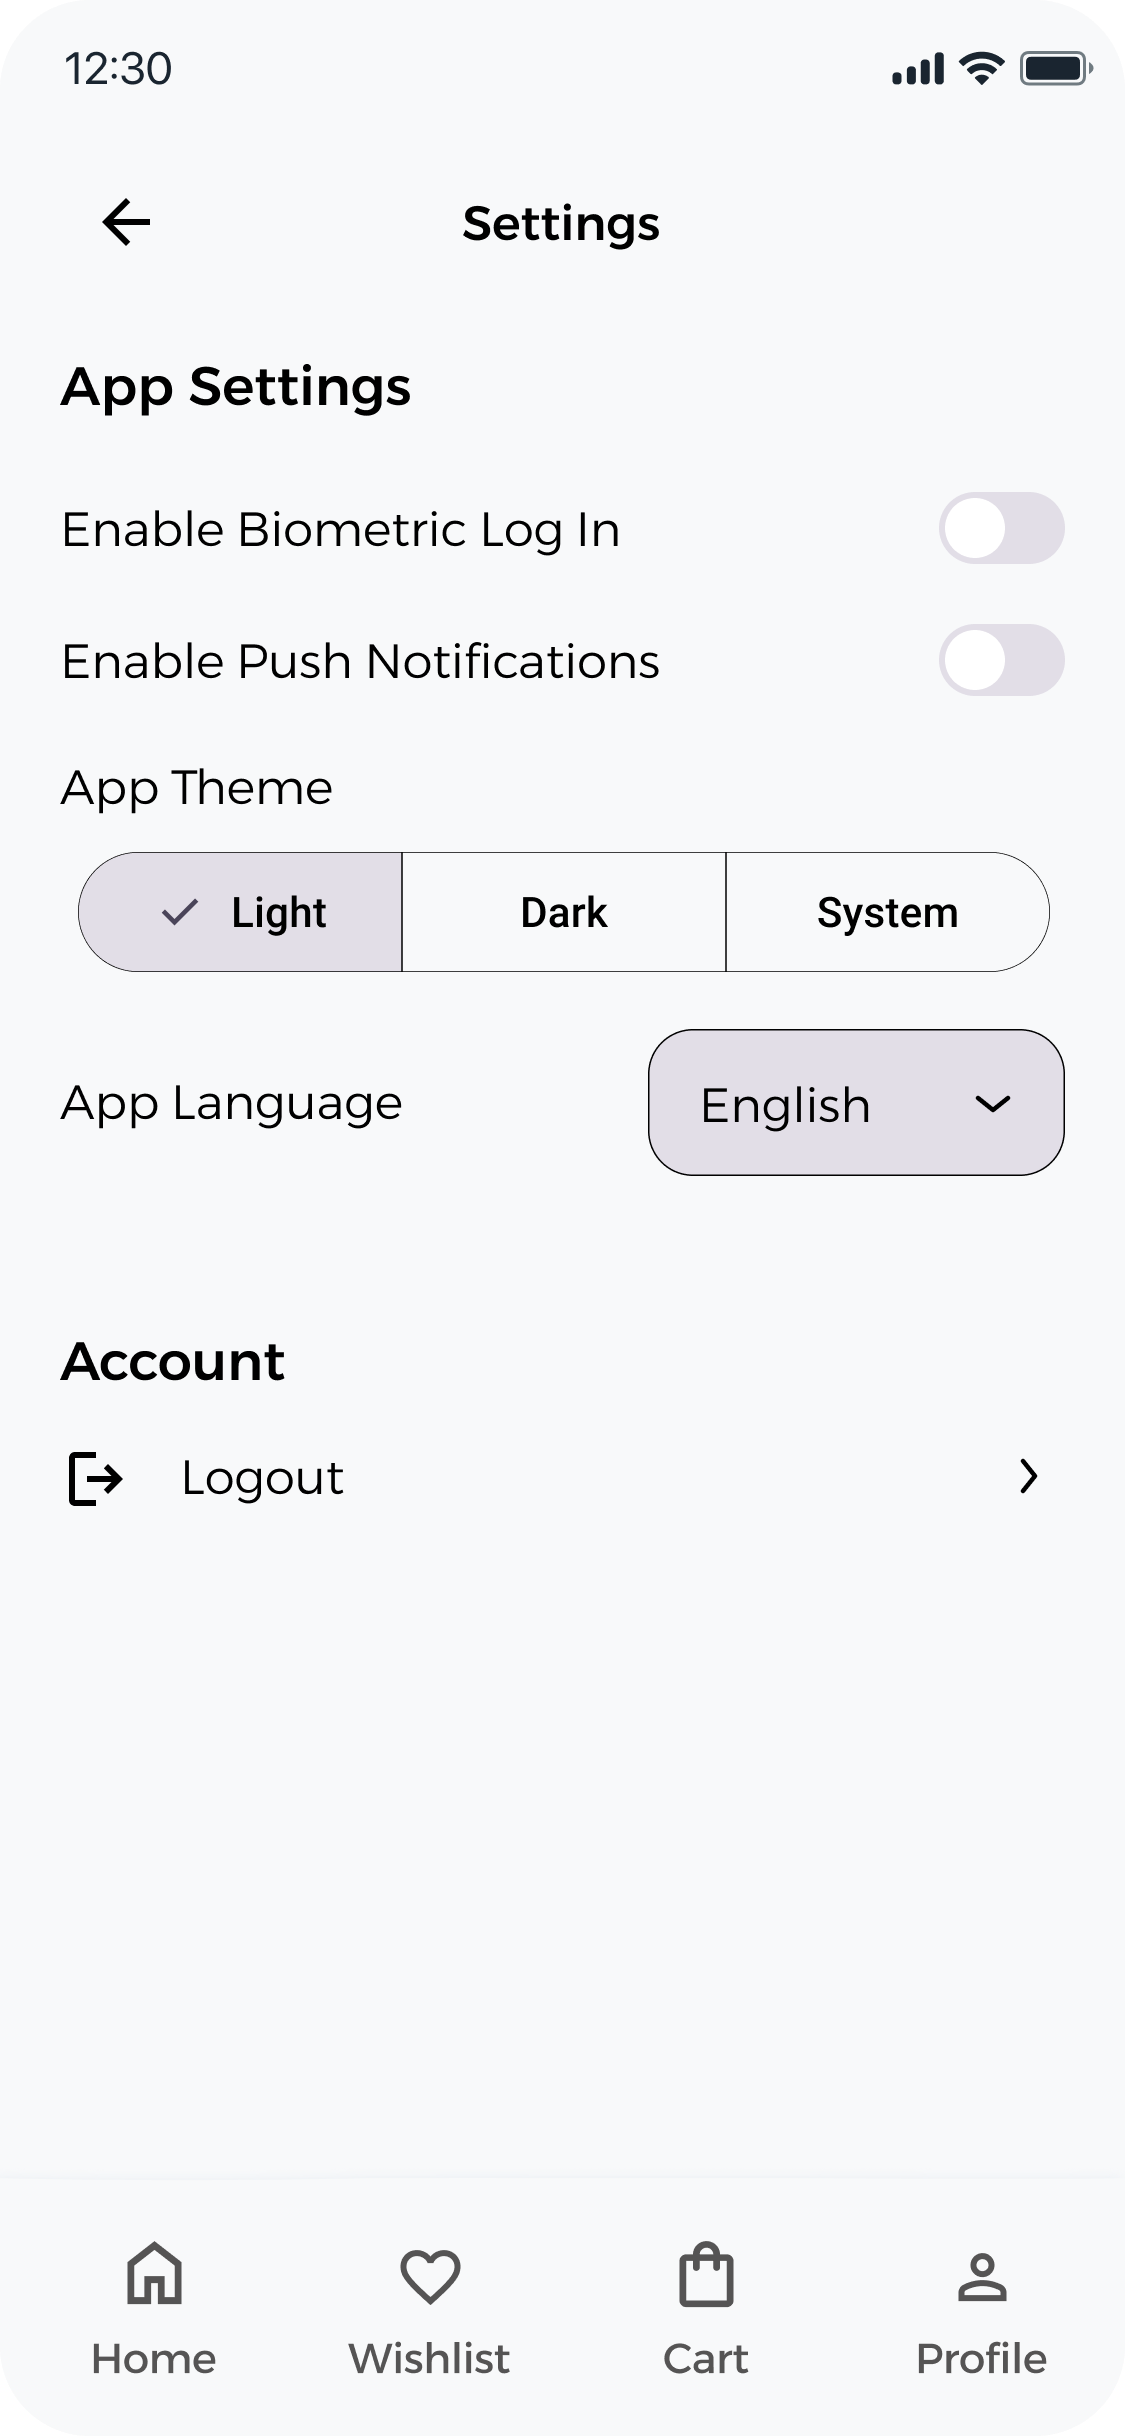 12:30
Settings
App Settings
Enable Biometric Log In
Enable Push Notifications
App Theme
Light Dark System
App Language English
Account
Logout
Home Wishlist Cart Profile